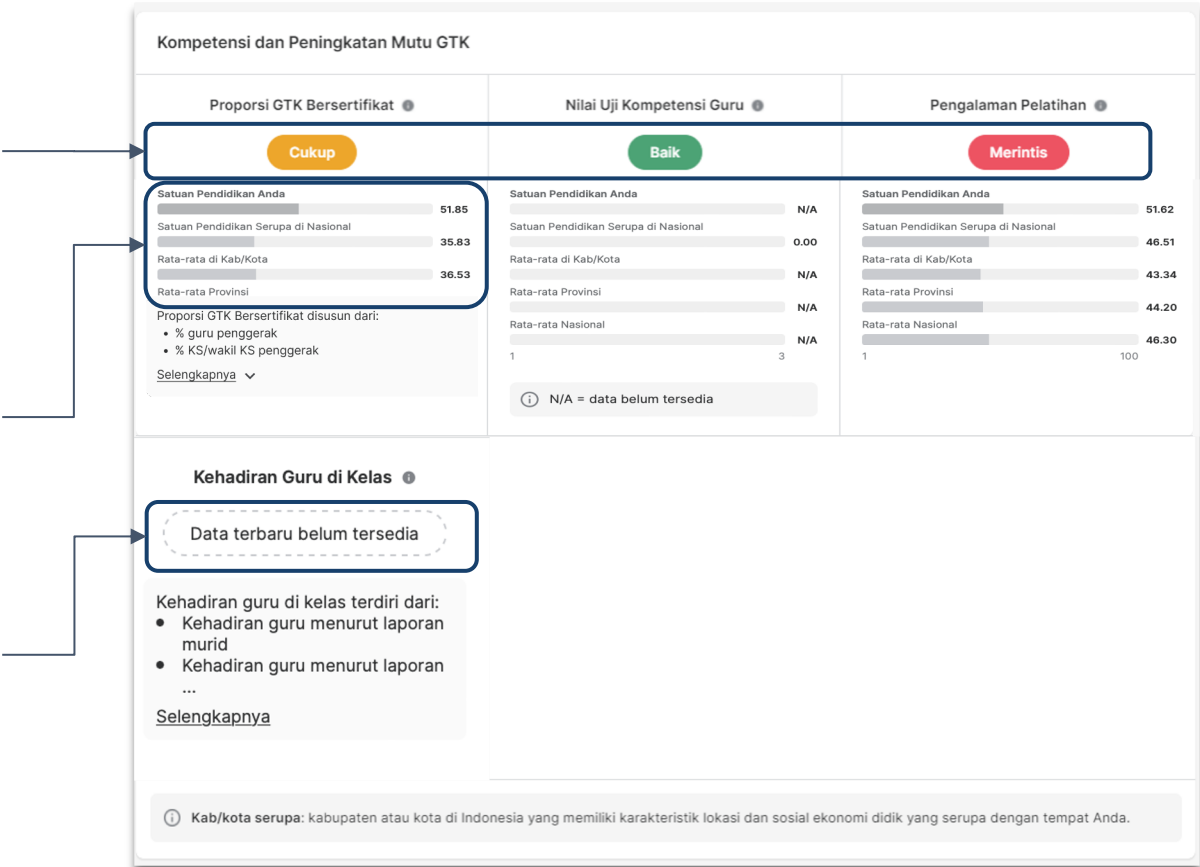 Kompetensi dan Peningkatan Mutu GTK
Proporsi GTK Bersertifikat
Cukup
Satuan Pendidikan Anda
51.85
Satuan Pendidikan Serupa di Nasional
35.83
Rata-rata di Kab/Kota
36.53
Rata-rata Provinsi
Proporsi GTK Bersertifikat disusun dari:
• % guru penggerak
• % KS/wakil KS penggerak
Selengkapnya
Nilai Uji Kompetensi Guru
Baik
Satuan Pendidikan Anda
N/A
Satuan Pendidikan Serupa di Nasional
0.00
Rata-rata di Kab/Kota
N/A
Rata-rata Provinsi
N/A
Rata-rata Nasional
N/A
1 3
N/A = data belum tersedia
Pengalaman Pelatihan
Merintis
Satuan Pendidikan Anda
51.62
Satuan Pendidikan Serupa di Nasional
46.51
Rata-rata di Kab/Kota
43.34
Rata-rata Provinsi
44.20
Rata-rata Nasional
46.30
1 100
Kehadiran Guru di Kelas
Data terbaru belum tersedia
Kehadiran guru di kelas terdiri dari:
• Kehadiran guru menurut laporan
murid
• Kehadiran guru menurut laporan
...
Selengkapnya
Kab/kota serupa: kabupaten atau kota di Indonesia yang memiliki karakteristik lokasi dan sosial ekonomi didik yang serupa dengan tempat Anda.